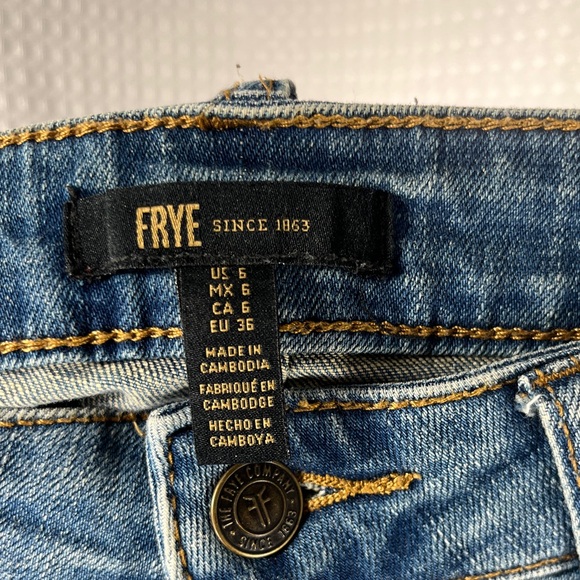 FRYE SINCE 1863
US 6
MX 6
CA 6
EU 36
MADE IN
CAMBODIA
FABRIQUÉ EN
CAMBODGE
HECHO EN
CAMBOYA
THE FRYE COMPANY
SINCE 1863